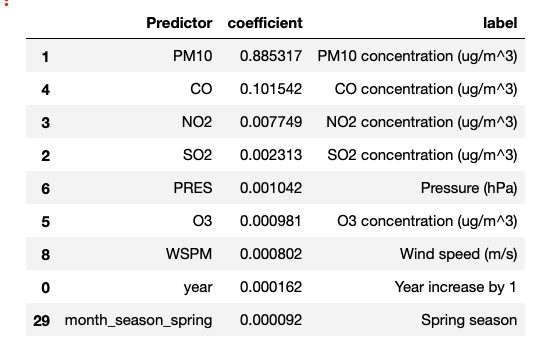 Predictor coefficient label
1 PM10 0.885317 PM10 concentration (ug/m^3)
4 CO 0.101542 CO concentration (ug/m^3)
3 NO2 0.007749 NO2 concentration (ug/m^3)
2 SO2 0.002313 SO2 concentration (ug/m^3)
6 PRES 0.001042 Pressure (hPa)
5 O3 0.000981 O3 concentration (ug/m^3)
8 WSPM 0.000802 Wind speed (m/s)
0 year 0.000162 Year increase by 1
29 month_season_spring 0.000092 Spring season